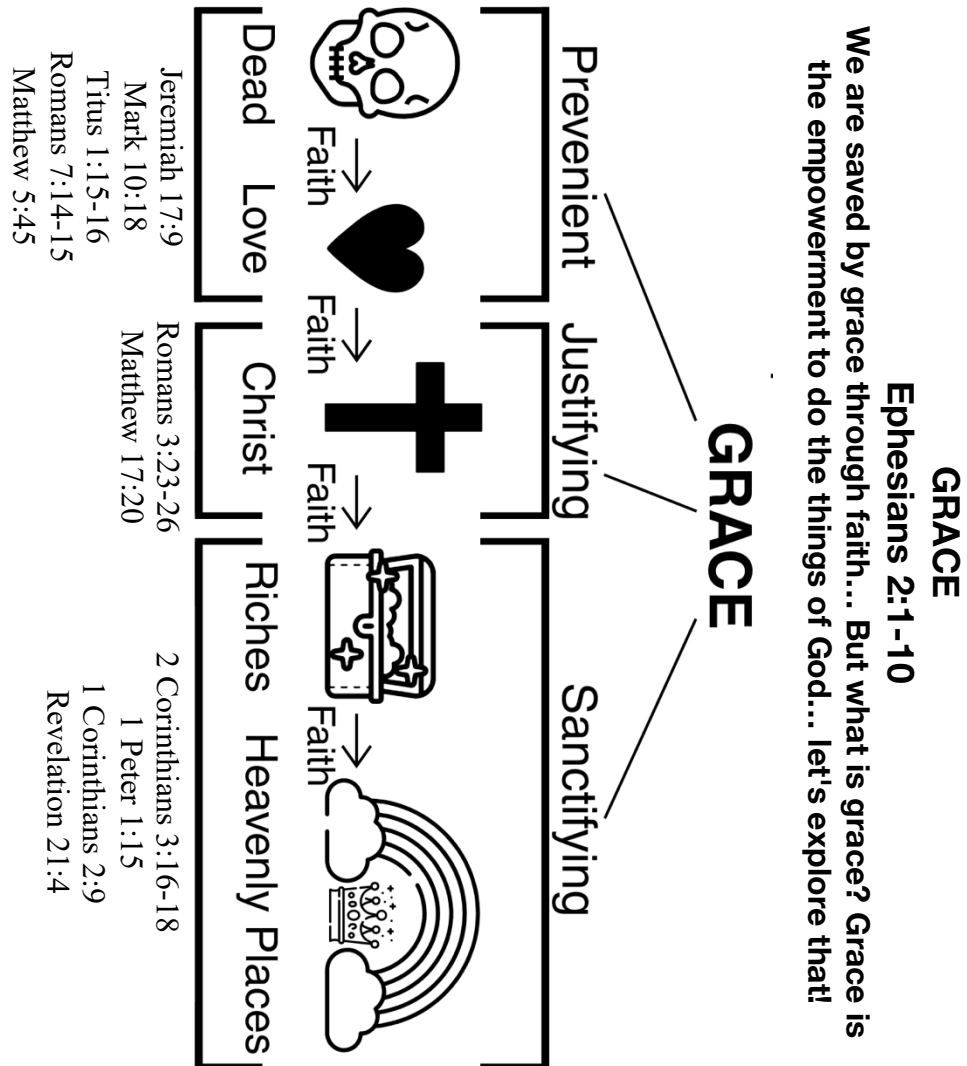 GRACE
Ephesians 2:1-10
We are saved by grace through faith... But what is grace? Grace is
the empowerment to do the things of God... let's explore that!
GRACE
Prevenient
Justifying
Sanctifying
Faith
Faith
Faith
Faith
Dead
Love
Christ
Riches
Heavenly Places
Jeremiah 17:9
Mark 10:18
Titus 1:15-16
Romans 7:14-15
Matthew 5:45
Romans 3:23-26
Matthew 17:20
2 Corinthians 3:16-18
1 Peter 1:15
1 Corinthians 2:9
Revelation 21:4